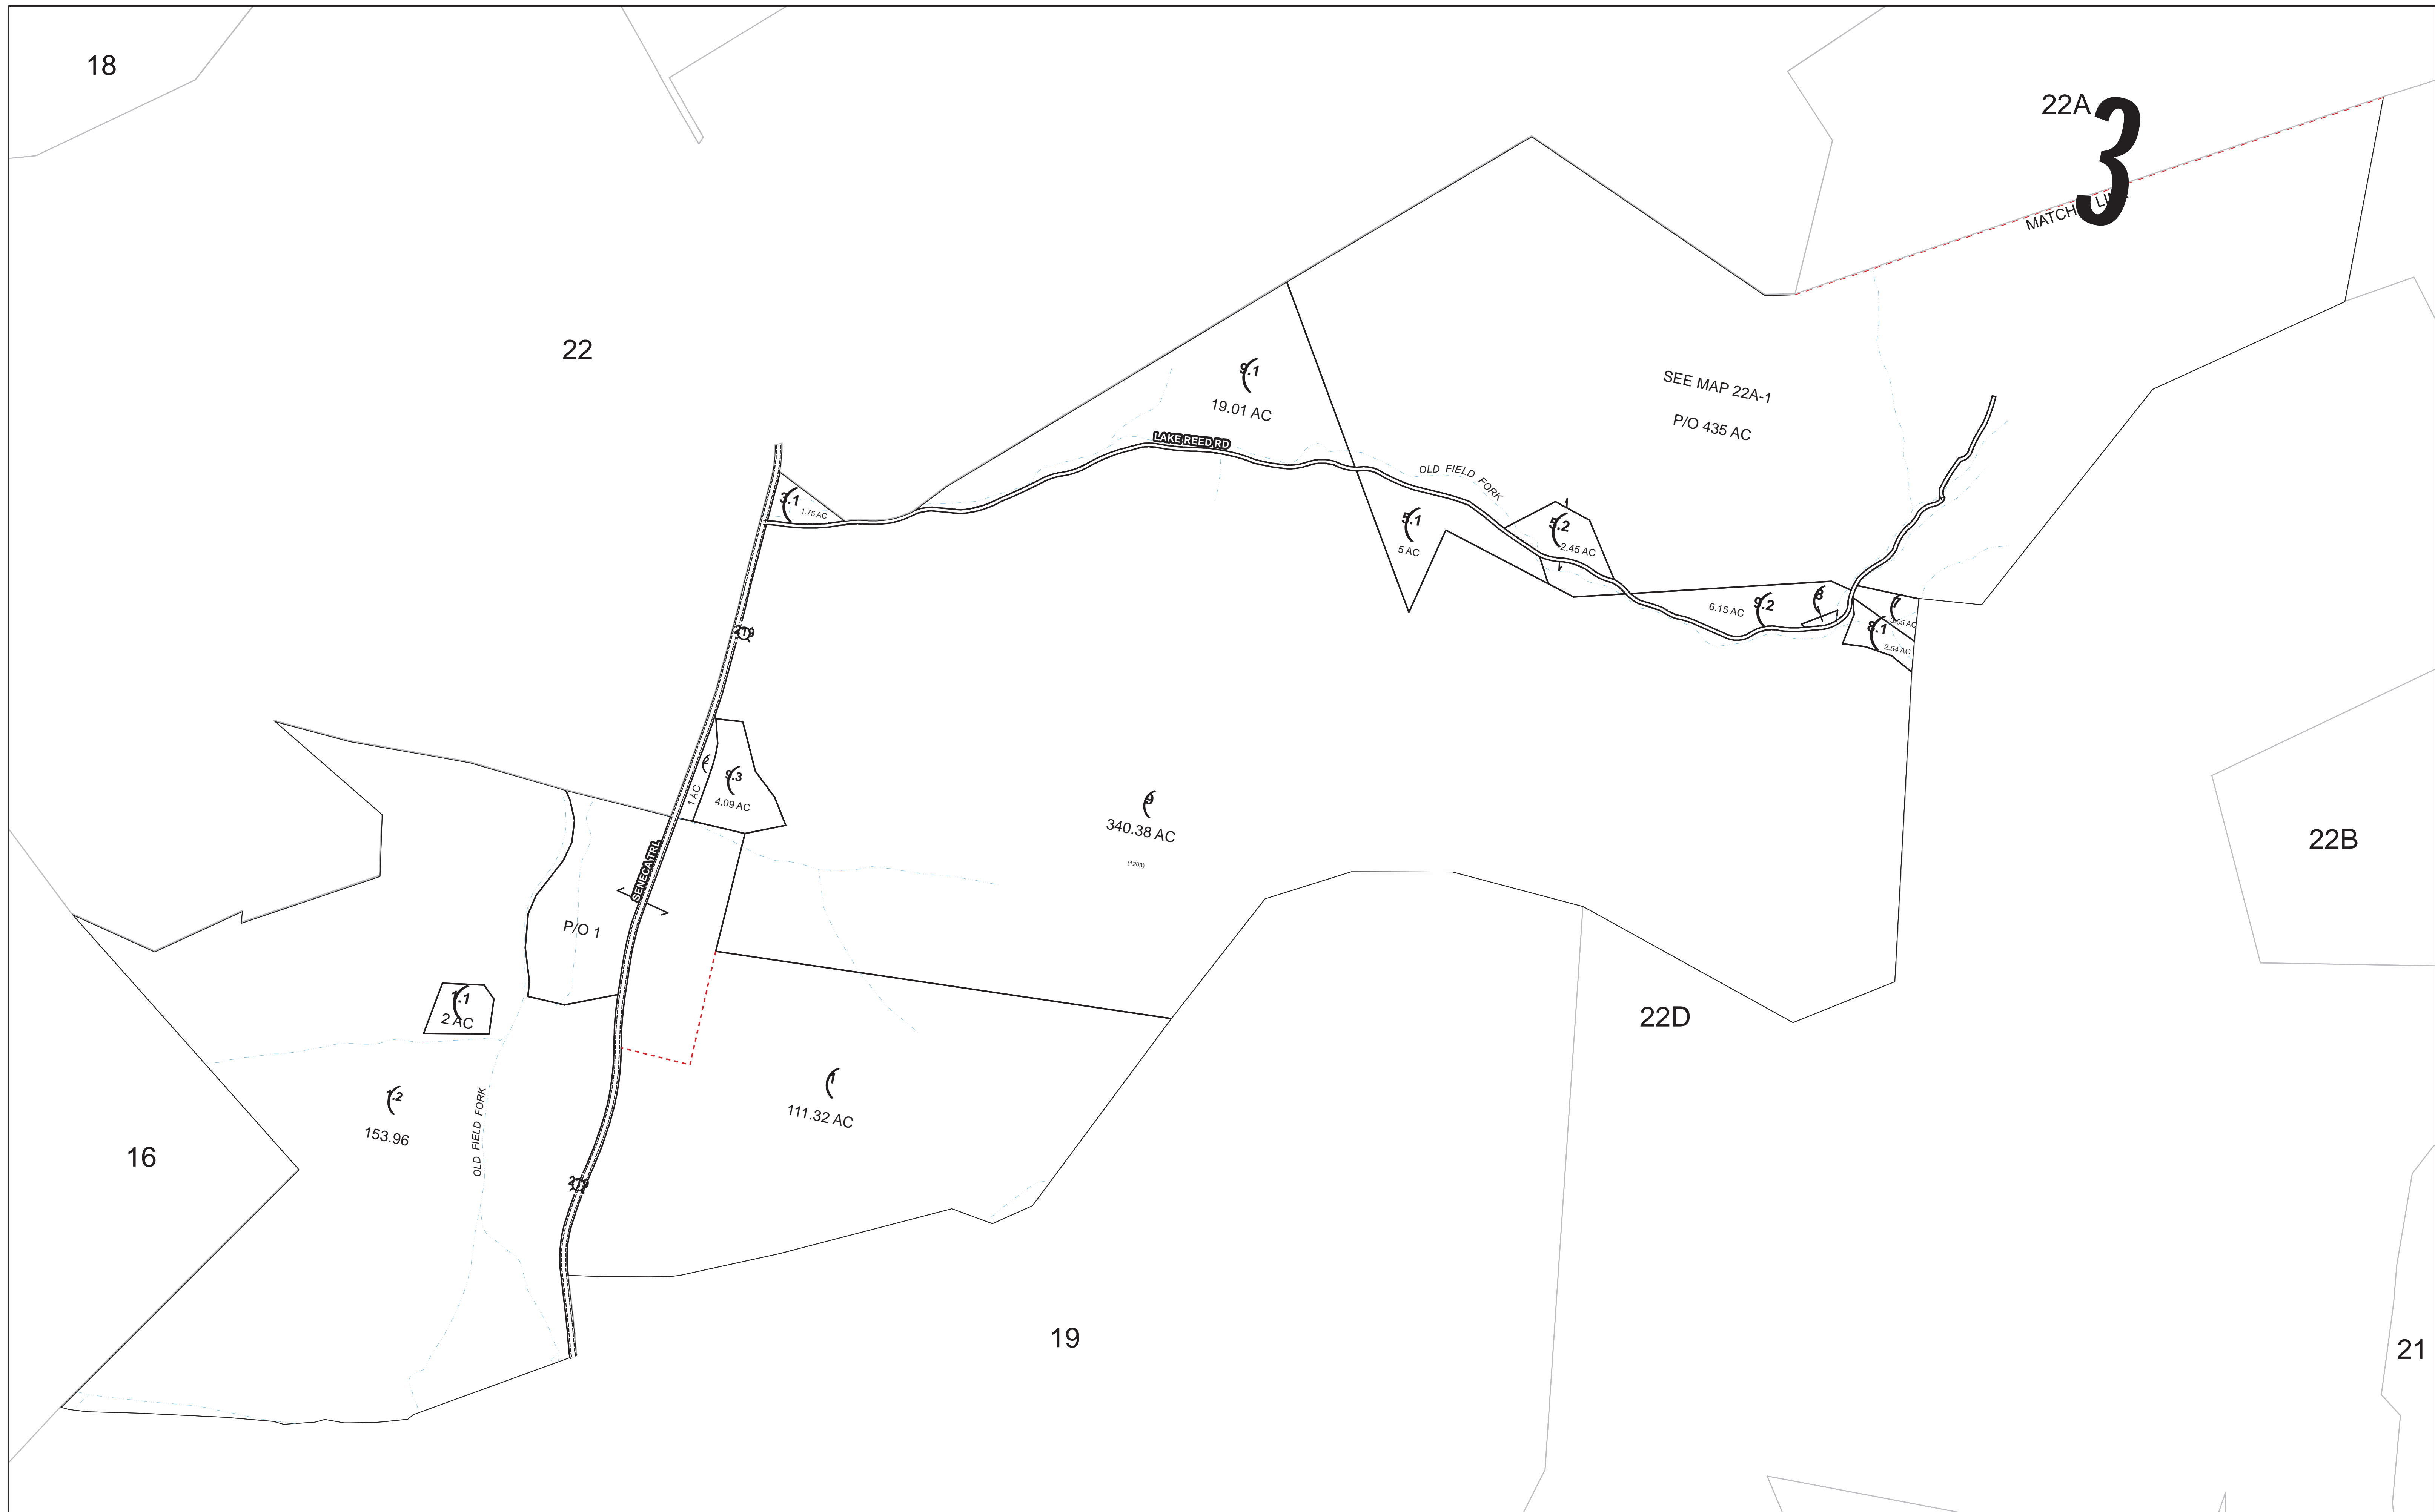 18
22A
3
MATCH LINE
22
9.1
19.01 AC
SEE MAP 22A-1
P/O 435 AC
LAKE REED RD
OLD FIELD FORK
3.1
1.75 AC
5.1
5 AC
5.2
2.45 AC
6.15 AC
9.2
8
7
8.1
2.54 AC
219
2
1 AC
9.3
4.09 AC
9
340.38 AC
(1203)
22B
SENECA TRL
P/O 1
1.1
2 AC
22D
1
111.32 AC
1.2
153.96
OLD FIELD FORK
16
219
19
21